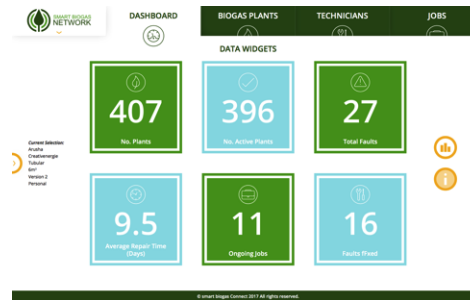 SMART BIOGAS
NETWORK
DASHBOARD
BIOGAS PLANTS
TECHNICIANS
JOBS
DATA WIDGETS
407
No. Plants
396
No. Active Plants
27
Total Faults
Current Selection:
Arusha
Creativenergie
Tubular
6m³
Version 2
Personal
9.5
Average Repair Time
(Days)
11
Ongoing Jobs
16
Faults ffxed
i
© smart biogas Connect 2017 All rights reserved.